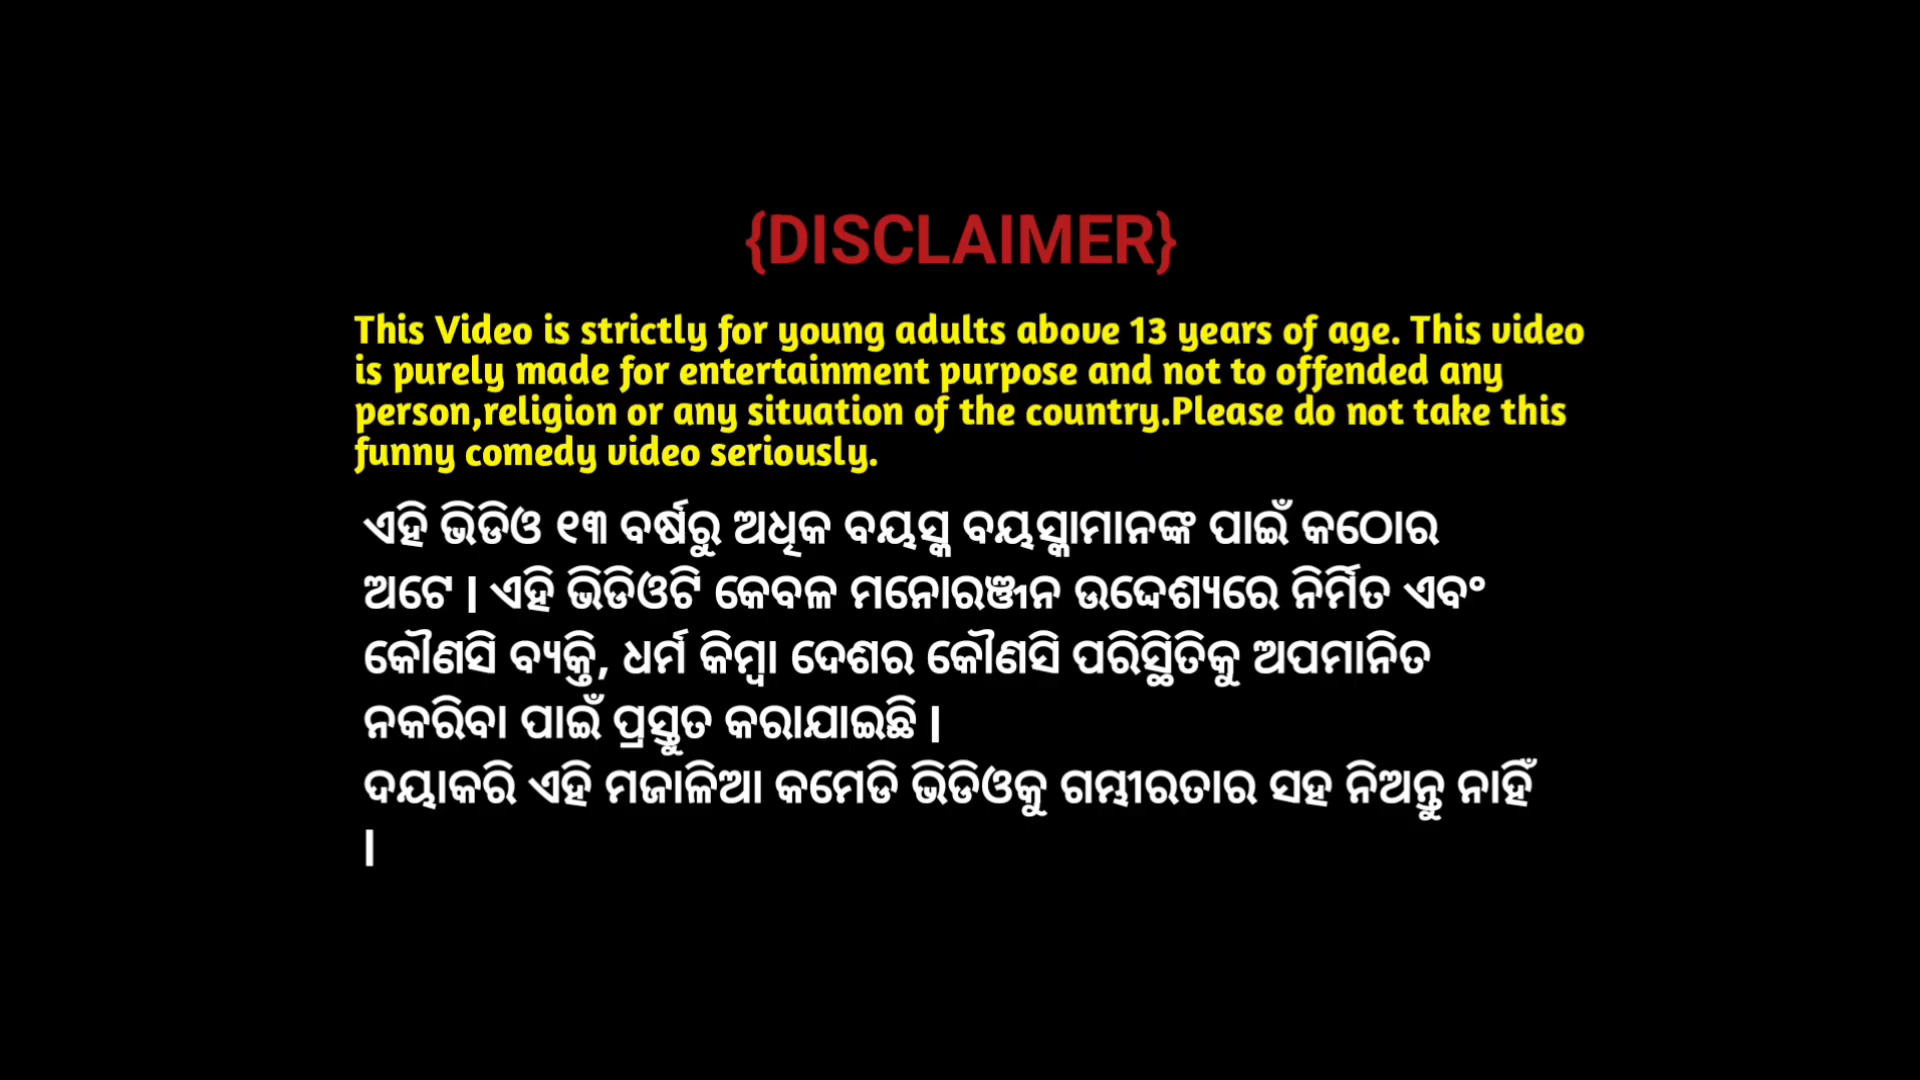 {DISCLAIMER}
This Video is strictly for young adults above 13 years of age. This video
is purely made for entertainment purpose and not to offended any
person,religion or any situation of the country.Please do not take this
funny comedy video seriously.
ଏହି ଭିଡିଓ ୧୩ ବର୍ଷରୁ ଅଧିକ ବୟସ୍କ ବୟସ୍କାମାନଙ୍କ ପାଇଁ କଠୋର
ଅଟେ | ଏହି ଭିଡିଓଟି କେବଳ ମନୋରଞ୍ଜନ ଉଦ୍ଦେଶ୍ୟରେ ନିର୍ମିତ ଏବଂ
କୌଣସି ବ୍ୟକ୍ତି, ଧର୍ମ କିମ୍ବା ଦେଶର କୌଣସି ପରିସ୍ଥିତିକୁ ଅପମାନିତ
ନକରିବା ପାଇଁ ପ୍ରସ୍ତୁତ କରାଯାଇଛି |
ଦୟାକରି ଏହି ମଜାଳିଆ କମେଡି ଭିଡିଓକୁ ଗମ୍ଭୀରତାର ସହ ନିଅନ୍ତୁ ନାହିଁ
|